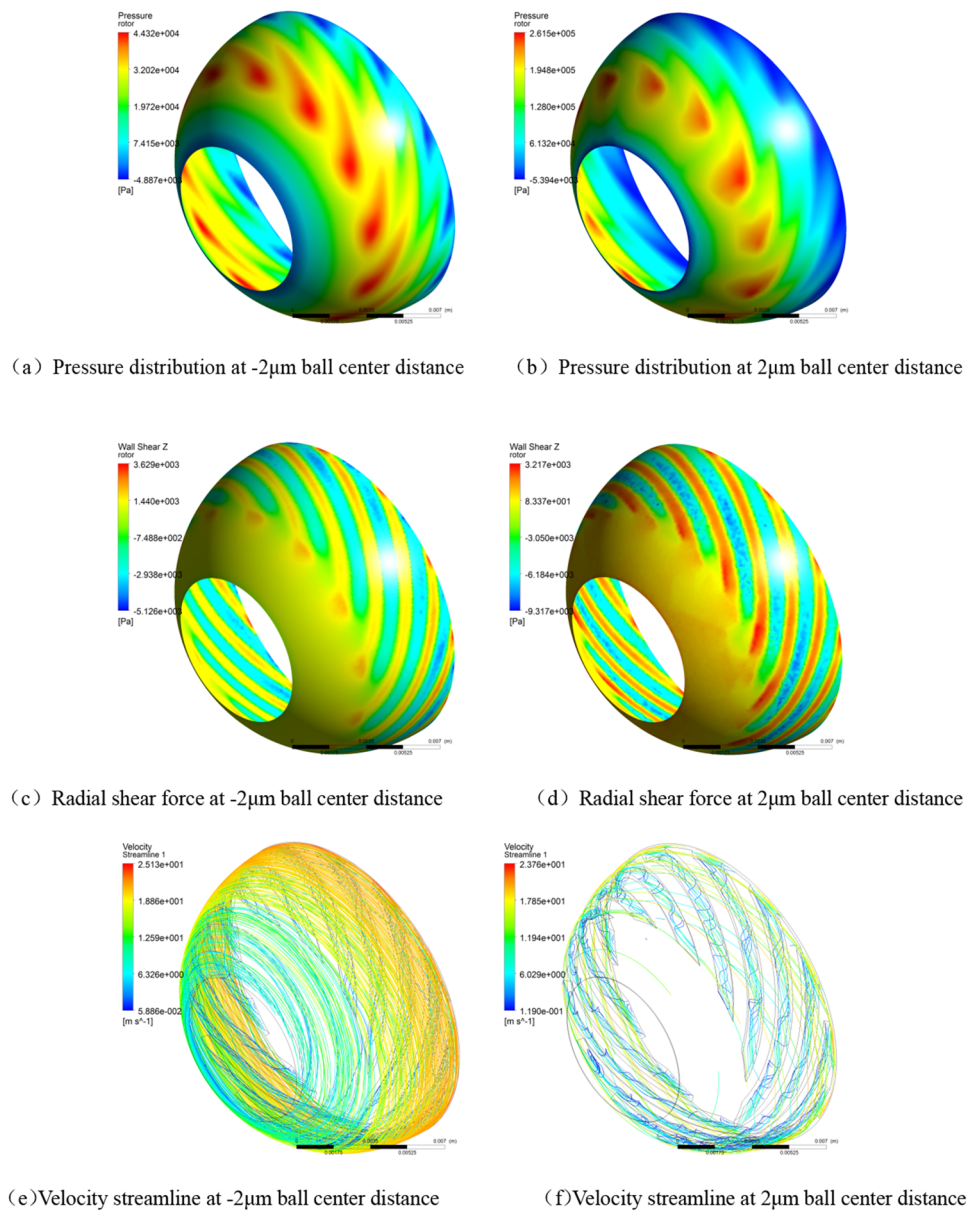 Pressure
rotor
4.432e+004
3.202e+004
1.972e+004
7.415e+003
-4.887e+003
[Pa]
0.007 (m)
0.00525
Pressure
rotor
2.615e+005
1.948e+005
1.280e+005
6.132e+004
-5.394e+003
[Pa]
0.007 (m)
0.00525
（a）Pressure distribution at -2μm ball center distance
（b）Pressure distribution at 2μm ball center distance
Wall Shear Z
rotor
3.629e+003
1.440e+003
-7.488e+002
-2.938e+003
-5.126e+003
[Pa]
0.007 (m)
0.00525
Wall Shear Z
rotor
3.217e+003
8.337e+001
-3.050e+003
-6.184e+003
-9.317e+003
[Pa]
0.007 (m)
0.00525
（c）Radial shear force at -2μm ball center distance
（d）Radial shear force at 2μm ball center distance
Velocity
Streamline 1
2.513e+001
1.886e+001
1.259e+001
6.326e+000
5.886e-002
[m s^-1]
0.007 (m)
0.00175
0.00525
Velocity
Streamline 1
2.376e+001
1.785e+001
1.194e+001
6.029e+000
1.190e-001
[m s^-1]
0.007 (m)
0.00175
0.00525
（e)Velocity streamline at -2μm ball center distance
（f)Velocity streamline at 2μm ball center distance